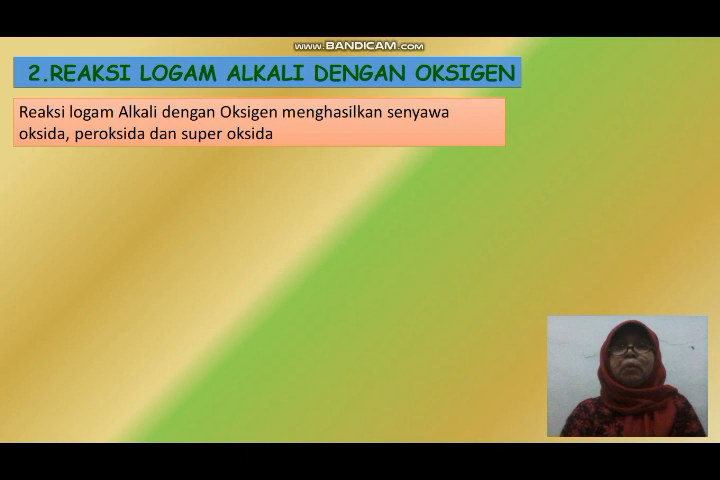 www.BANDICAM.com
2.REAKSI LOGAM ALKALI DENGAN OKSIGEN
Reaksi logam Alkali dengan Oksigen menghasilkan senyawa
oksida, peroksida dan super oksida